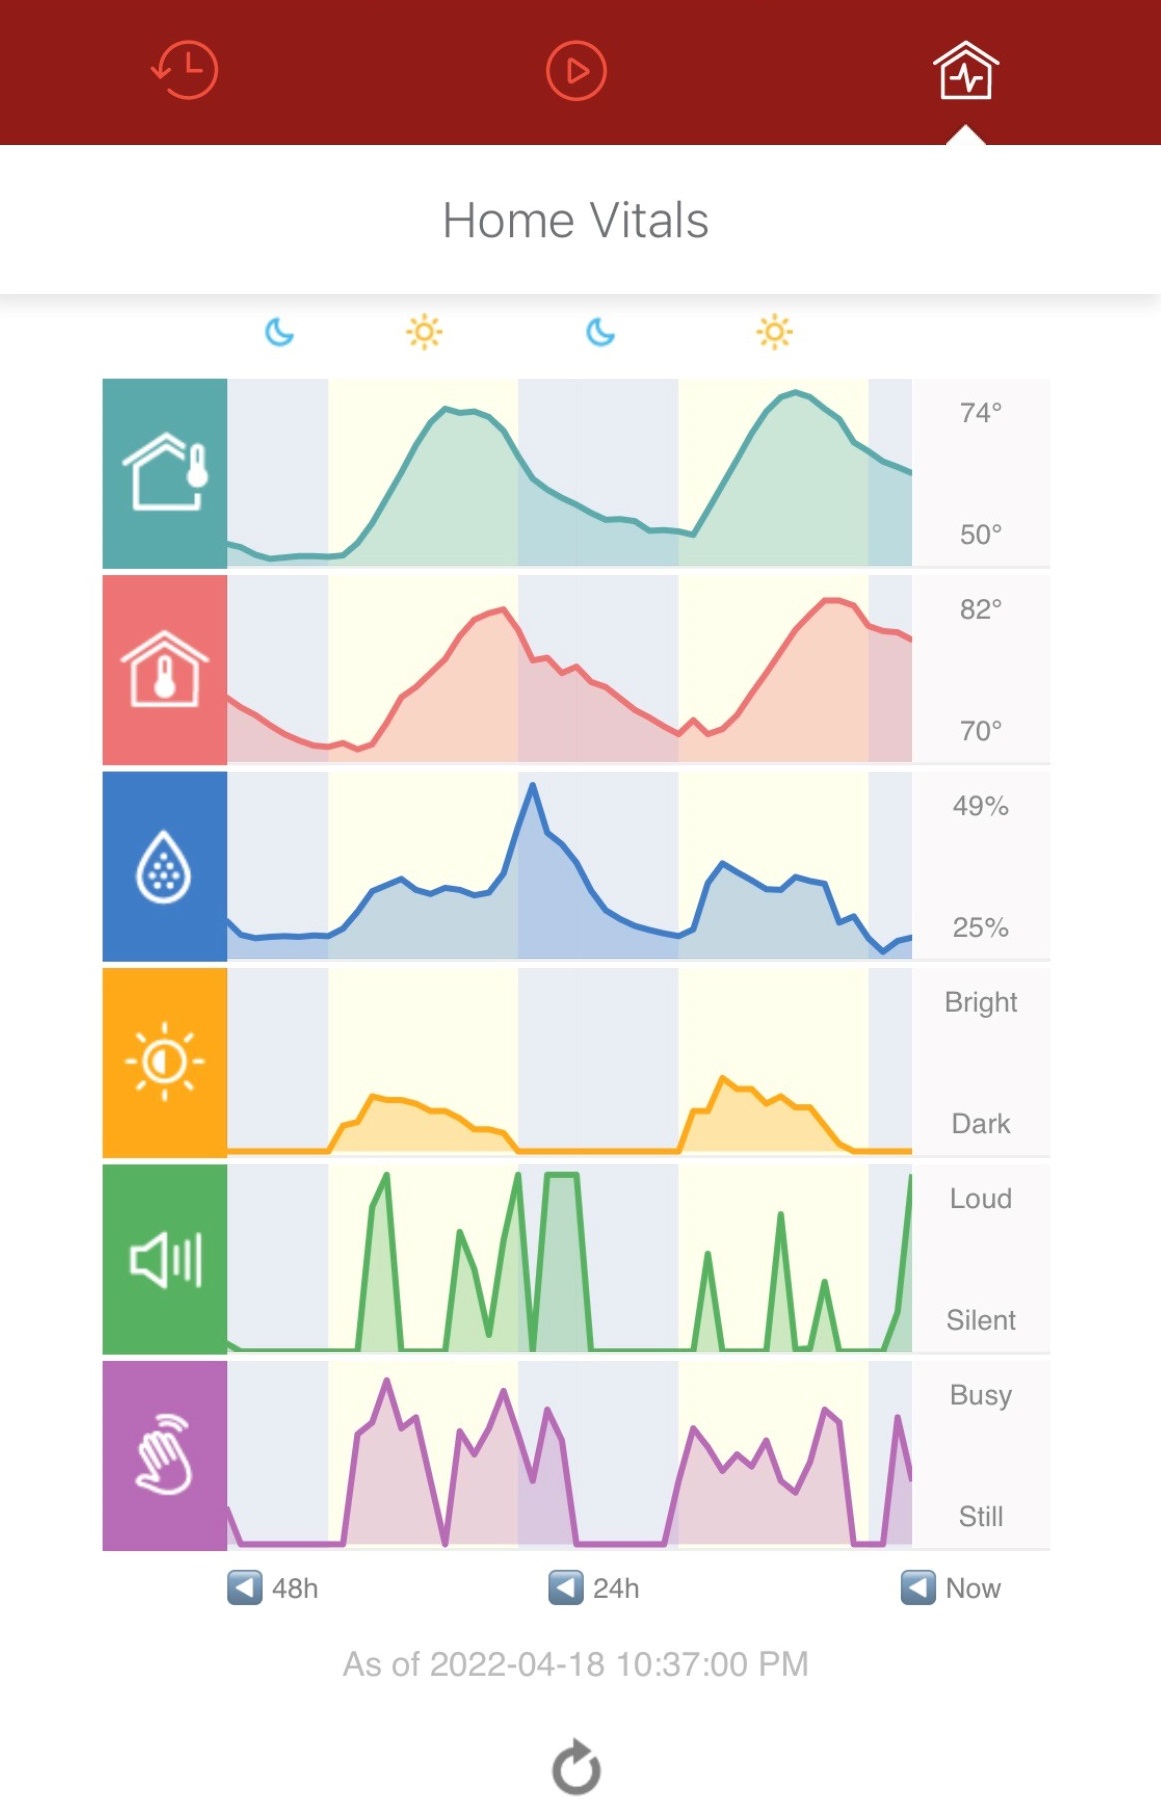 Home Vitals
74°
50°
82°
70°
49%
25%
Bright
Dark
Loud
Silent
Busy
Still
48h 24h Now
As of 2022-04-18 10:37:00 PM